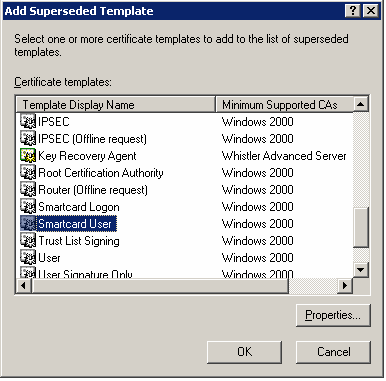 Add Superseded Template
Select one or more certificate templates to add to the list of superseded
templates.
Certificate templates:
Template Display Name Minimum Supported CAs
IPSEC Windows 2000
IPSEC (Offline request) Windows 2000
Key Recovery Agent Whistler Advanced Server
Root Certification Authority Windows 2000
Router (Offline request) Windows 2000
Smartcard Logon Windows 2000
Smartcard User Windows 2000
Trust List Signing Windows 2000
User Windows 2000
User Signature Only Windows 2000
Properties...
OK Cancel